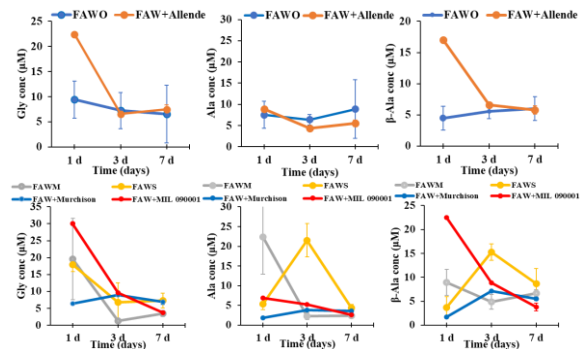 FAWO FAW+Allende
Gly conc (µM)
25
20
15
10
5
0
1 d 3 d 7 d
Time (days)
FAWO FAW+Allende
Ala conc (µM)
30
25
20
15
10
5
0
1 d 3 d 7 d
Time (days)
FAWO FAW+Allende
β-Ala conc (µM)
20
15
10
5
0
1 d 3 d 7 d
Time (days)
FAWM FAWS
FAW+Murchison FAW+MIL 090001
Gly conc (µM)
35
30
25
20
15
10
5
0
1 d 3 d 7 d
Time (days)
FAWM FAWS
FAW+Murchison FAW+MIL 090001
Ala conc (µM)
30
25
20
15
10
5
0
1 d 3 d 7 d
Time (days)
FAWM FAWS
FAW+Murchison FAW+MIL 090001
β-Ala conc (µM)
25
20
15
10
5
0
1 d 3 d 7 d
Time (days)